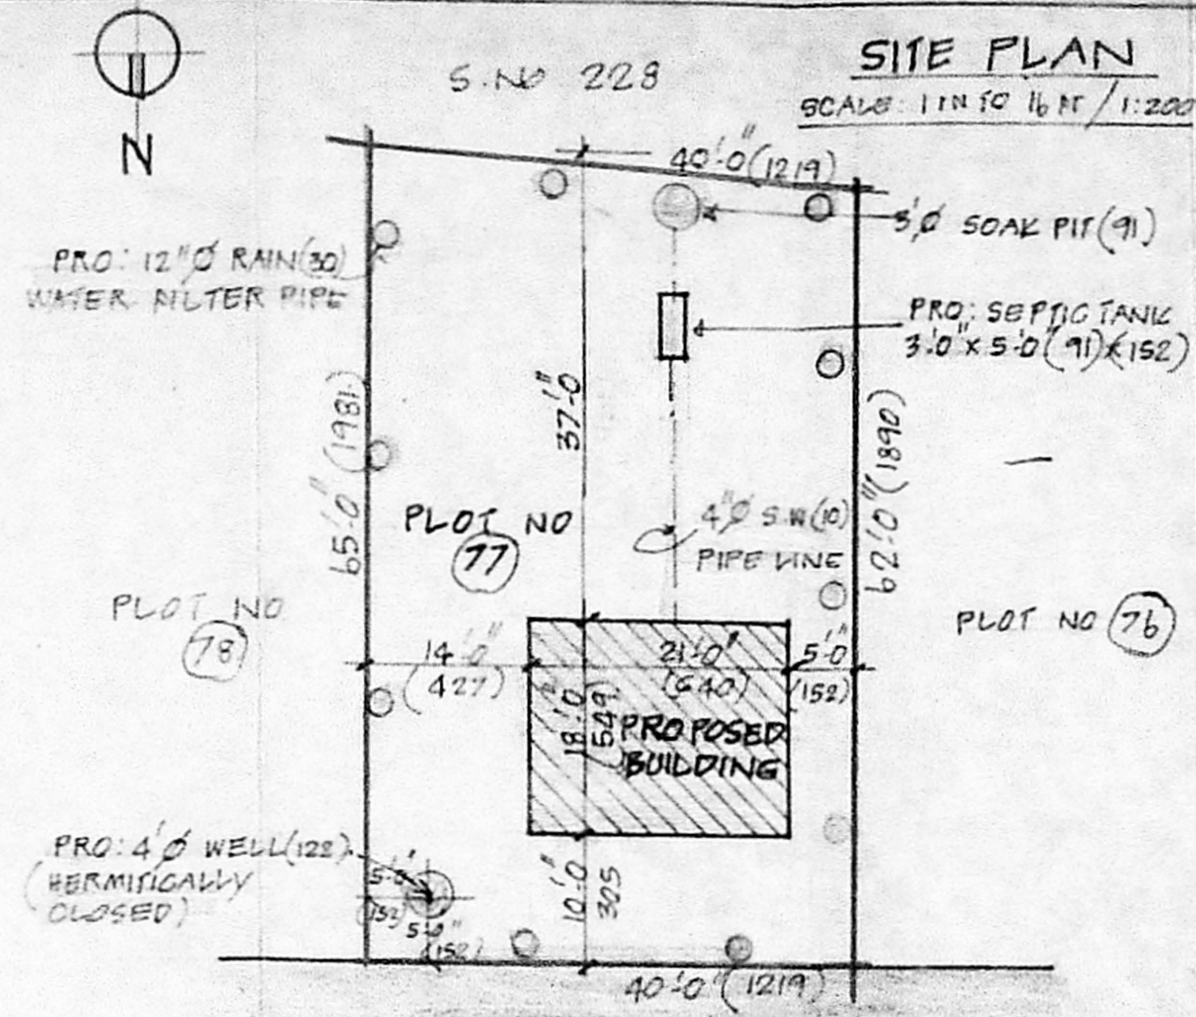 N
S.NO 228
SITE PLAN
SCALE: 1 IN TO 16 FT / 1:200
40'-0" (1219)
3'Ø SOAK PIT (91)
PRO: 12"Ø RAIN (30)
WATER FILTER PIPE
PRO: SEPTIC TANK
3'.0" x 5'-0" (91) x (152)
37'-0"
65'-0" (1981)
62'.0" (1890)
PLOT NO
77
4"Ø S.W (10)
PIPE LINE
PLOT NO
78
PLOT NO 76
14'-0"
(427)
21'-0"
(640)
5'-0"
(152)
18'-0"
549
PROPOSED
BUILDING
PRO: 4'Ø WELL (122)
(HERMITICALLY
CLOSED)
5'-0"
(152)
5'-0"
(152)
10'-0"
305
40'-0" (1219)